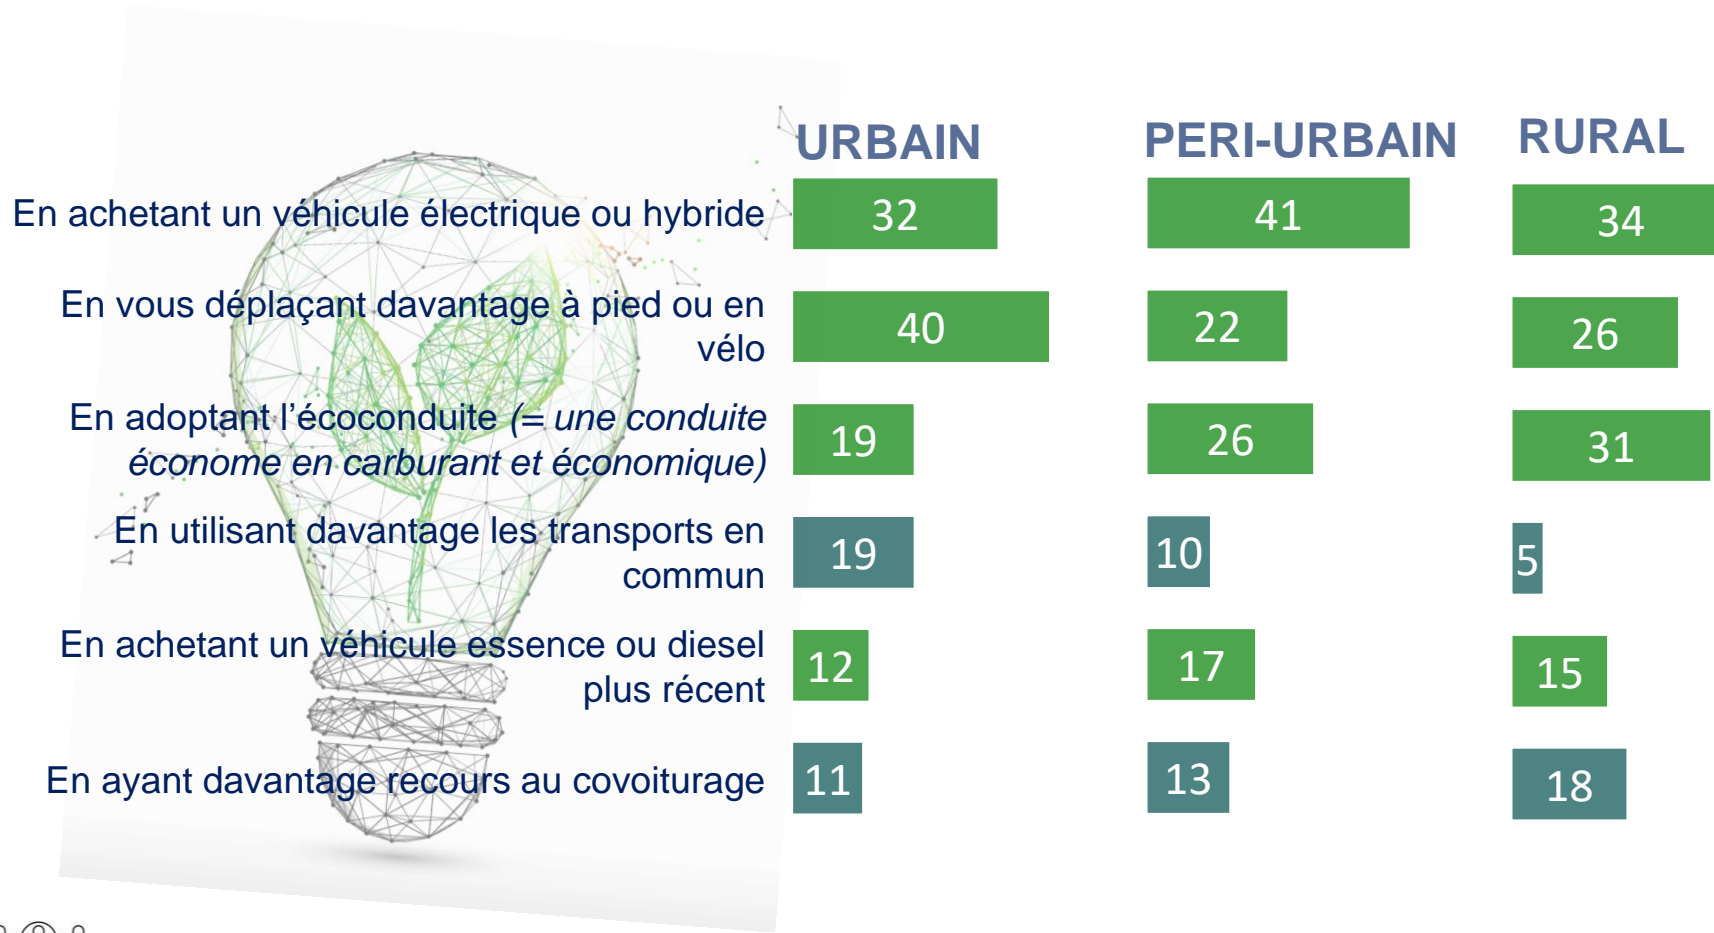 URBAIN PERI-URBAIN RURAL
En achetant un véhicule électrique ou hybride 32 41 34
En vous déplaçant davantage à pied ou en
vélo 40 22 26
En adoptant l’écoconduite (= une conduite
économe en carburant et économique) 19 26 31
En utilisant davantage les transports en
commun 19 10 5
En achetant un véhicule essence ou diesel
plus récent 12 17 15
En ayant davantage recours au covoiturage 11 13 18